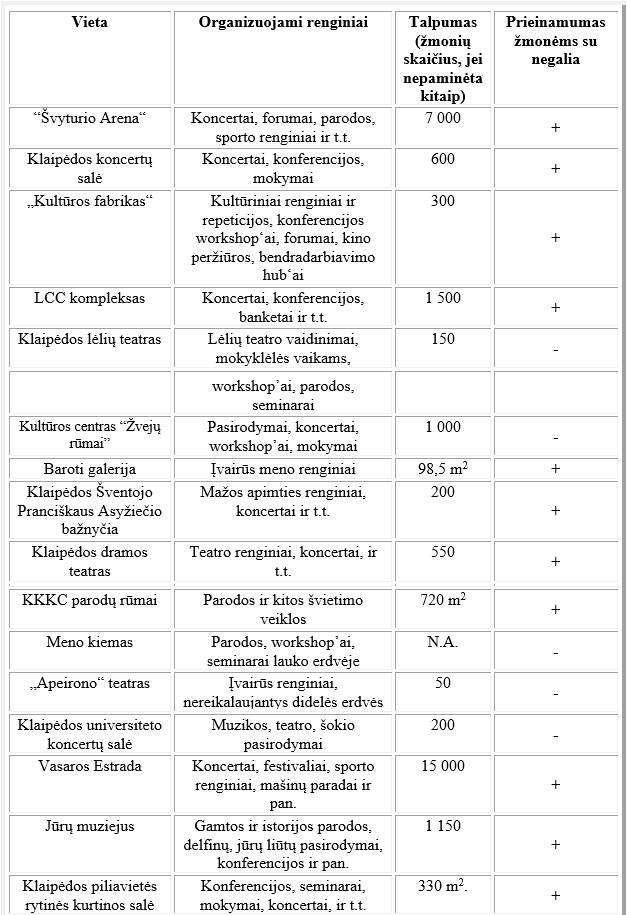 Vieta Organizuojami renginiai Talpumas Prieinamumas
(žmonių žmonėms su
skaičius, jei negalia
nepaminėta
kitaip)
“Švyturio Arena“ Koncertai, forumai, parodos, 7 000
sporto renginiai ir t.t. +
Klaipėdos koncertų Koncertai, konferencijos, 600
salė mokymai +
„Kultūros fabrikas“ Kultūriniai renginiai ir 300
repeticijos, konferencijos
workshop‘ai, forumai, kino +
peržiūros, bendradarbiavimo
hub‘ai
LCC kompleksas Koncertai, konferencijos, 1 500
banketai ir t.t. +
Klaipėdos lėlių teatras Lėlių teatro vaidinimai, 150
mokyklėlės vaikams, -
workshop’ai, parodos,
seminarai
Kultūros centras “Žvejų Pasirodymai, koncertai, 1 000
rūmai” workshop’ai, mokymai -
Baroti galerija Įvairūs meno renginiai 98,5 m² +
Klaipėdos Šventojo Mažos apimties renginiai, 200
Pranciškaus Asyžiečio koncertai ir t.t. +
bažnyčia
Klaipėdos dramos Teatro renginiai, koncertai, ir 550
teatras t.t. +
KKKC parodų rūmai Parodos ir kitos švietimo 720 m²
veiklos +
Meno kiemas Parodos, workshop’ai, N.A.
seminarai lauko erdvėje -
„Apeirono“ teatras Įvairūs renginiai, 50
nereikalaujantys didelės erdvės -
Klaipėdos universiteto Muzikos, teatro, šokio 200
koncertų salė pasirodymai -
Vasaros Estrada Koncertai, festivaliai, sporto 15 000
renginiai, mašinų paradai ir +
pan.
Jūrų muziejus Gamtos ir istorijos parodos, 1 150
delfinų, jūrų liūtų pasirodymai, +
konferencijos ir pan.
Klaipėdos piliavietės Konferencijos, seminarai, 330 m².
rytinės kurtinos salė mokymai, koncertai, ir t.t. +